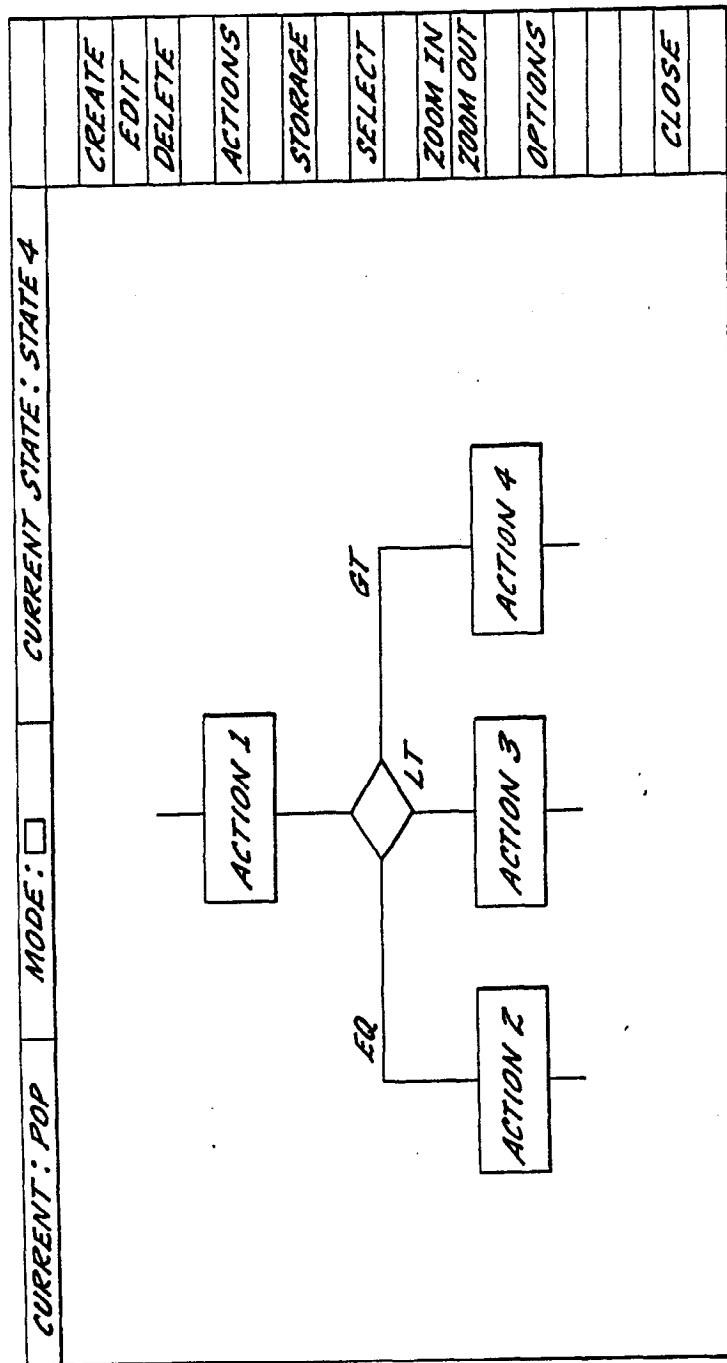 CURRENT: POP
MODE:
CURRENT STATE: STATE 4
CREATE
EDIT
DELETE
ACTIONS
STORAGE
SELECT
ZOOM IN
ZOOM OUT
OPTIONS
CLOSE
ACTION 1
EQ
LT
GT
ACTION 2
ACTION 3
ACTION 4